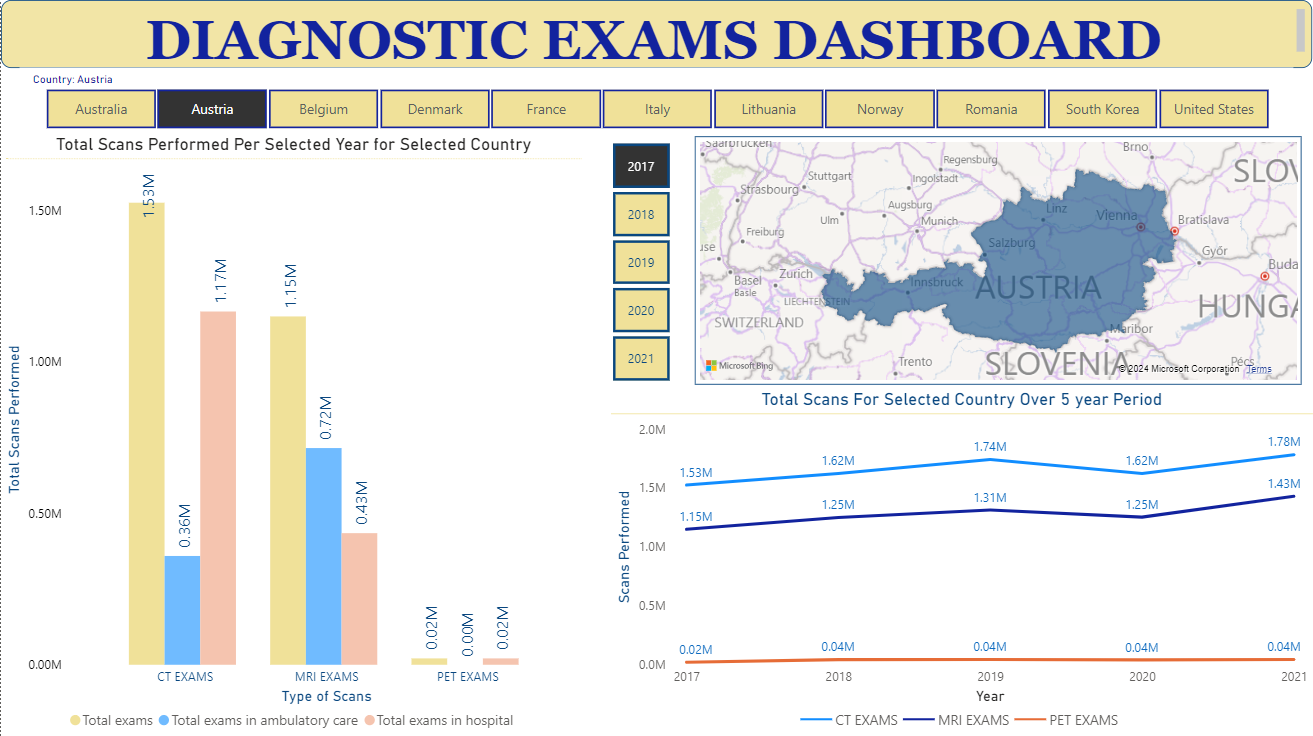 DIAGNOSTIC EXAMS DASHBOARD
Country: Austria
Australia Austria Belgium Denmark France Italy Lithuania Norway Romania South Korea United States
Total Scans Performed Per Selected Year for Selected Country
Total Scans Performed
1.50M
1.00M
0.50M
0.00M
1.53M
0.36M
1.17M
1.15M
0.72M
0.43M
0.02M
0.00M
0.02M
CT EXAMS MRI EXAMS PET EXAMS
Type of Scans
Total exams Total exams in ambulatory care Total exams in hospital
2017
2018
2019
2020
2021
Saarbrücken
Regensburg
Brno
Stuttgart
Ingolstadt
SLOV
Strasbourg
Augsburg
Linz
Vienna
Ulm
Munich
Bratislava
Freiburg
Salzburg
Győr
Buda
Basel
Basle
Zurich
Innsbruck
AUSTRIA
LIECHTENSTEIN
HUNGA
SWITZERLAND
Maribor
Trento
SLOVENIA
Pécs
Microsoft Bing
© 2024 Microsoft Corporation Terms
Total Scans For Selected Country Over 5 year Period
Scans Performed
2.0M
1.5M
1.0M
0.5M
0.0M
1.53M 1.62M 1.74M 1.62M 1.78M
1.15M 1.25M 1.31M 1.25M 1.43M
0.02M 0.04M 0.04M 0.04M 0.04M
2017 2018 2019 2020 2021
Year
CT EXAMS MRI EXAMS PET EXAMS